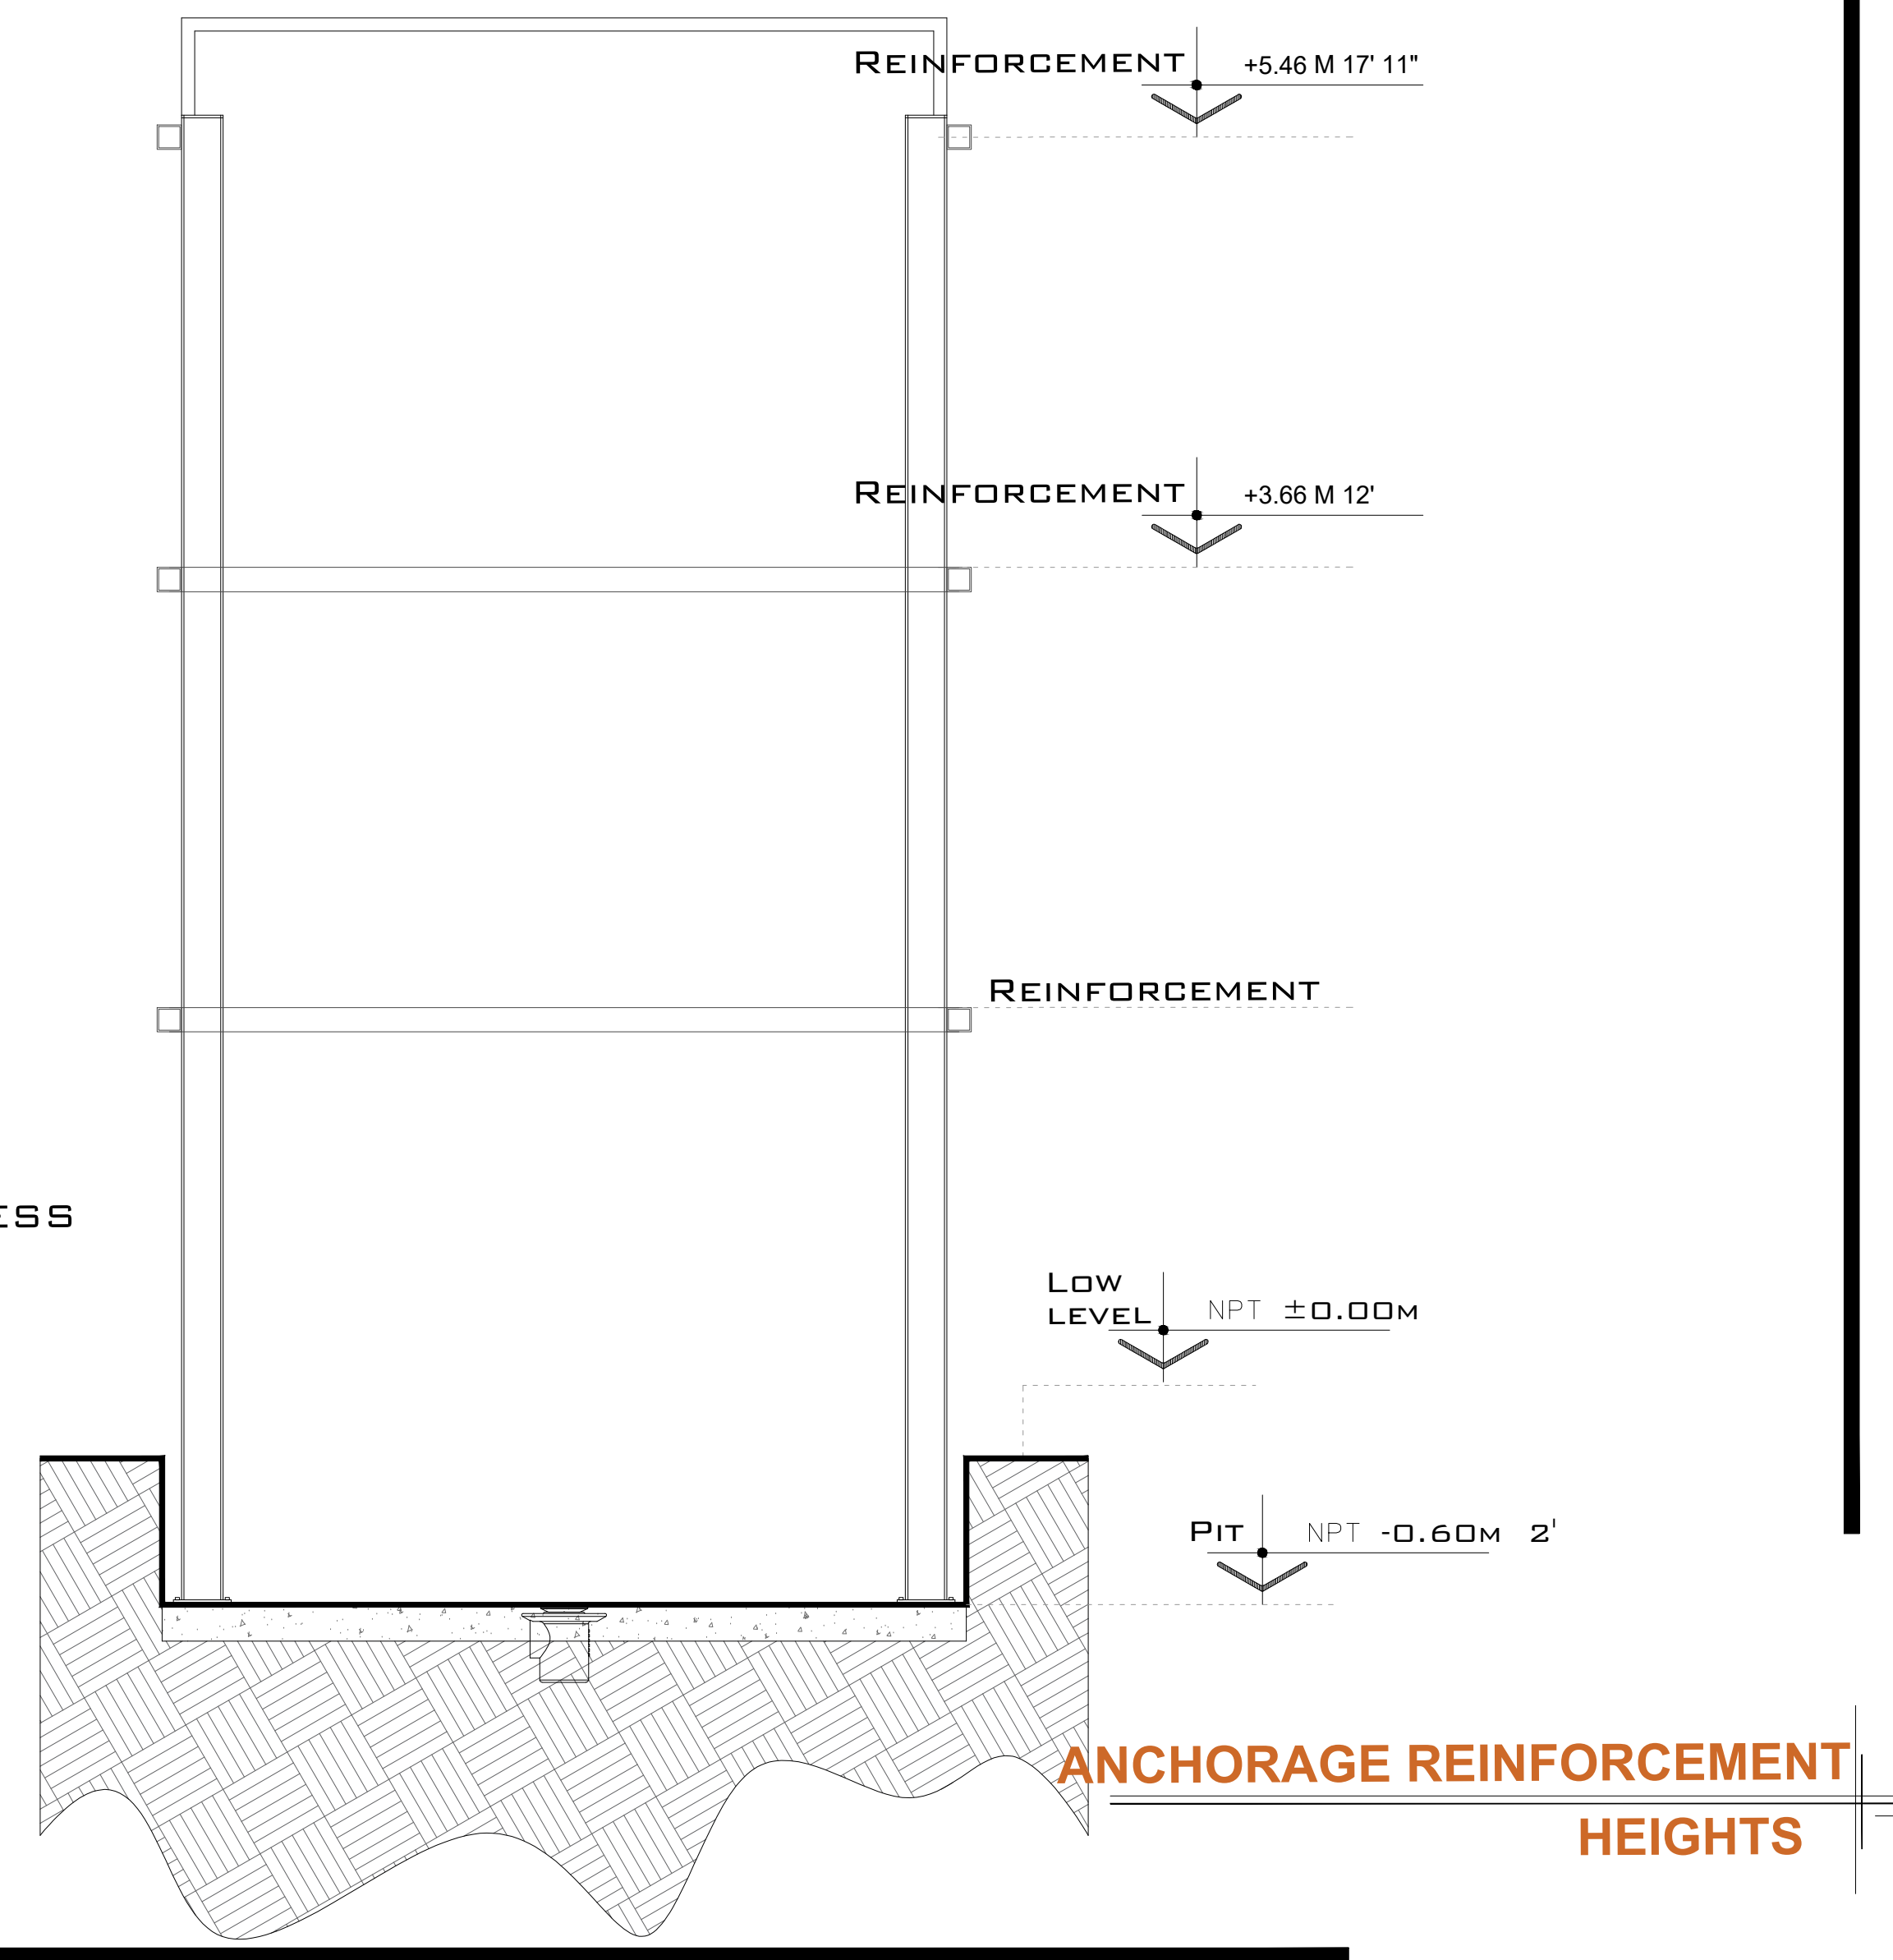 REINFORCEMENT +5.46 M 17' 11"
REINFORCEMENT +3.66 M 12'
REINFORCEMENT
ESS
LOW
LEVEL NPT ±0.00M
PIT NPT -0.60M 2'
ANCHORAGE REINFORCEMENT
HEIGHTS